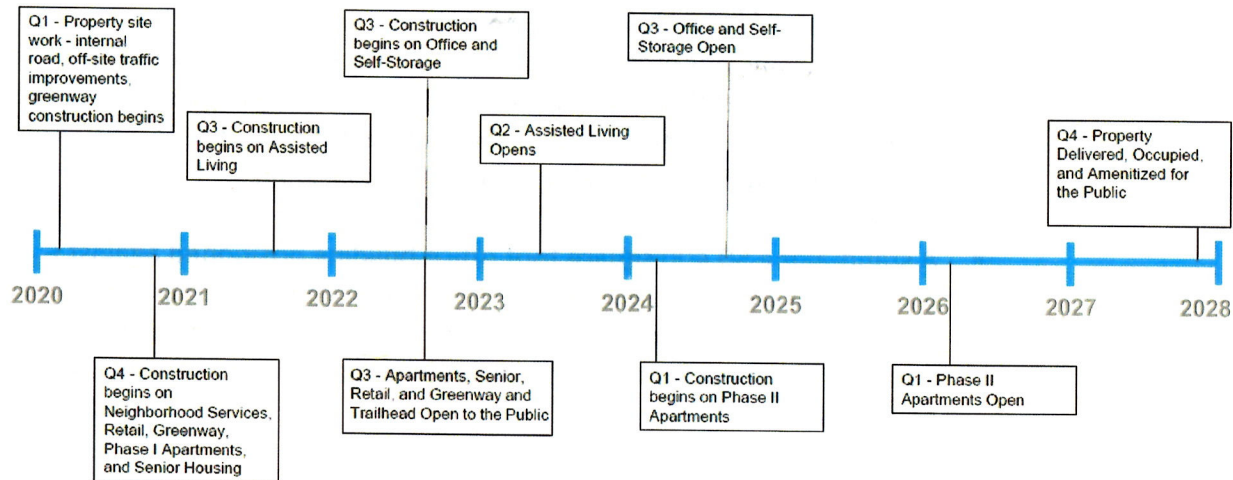 Q1 - Property site
work - internal
road, off-site traffic
improvements,
greenway
construction begins
Q3 - Construction
begins on Assisted
Living
Q3 - Construction
begins on Office and
Self-Storage
Q2 - Assisted Living
Opens
Q3 - Office and Self-
Storage Open
Q4 - Property
Delivered, Occupied,
and Amenitized for
the Public
2020
2021
2022
2023
2024
2025
2026
2027
2028
Q4 - Construction
begins on
Neighborhood Services,
Retail, Greenway,
Phase I Apartments,
and Senior Housing
Q3 - Apartments, Senior,
Retail, and Greenway and
Trailhead Open to the Public
Q1 - Construction
begins on Phase II
Apartments
Q1 - Phase II
Apartments Open